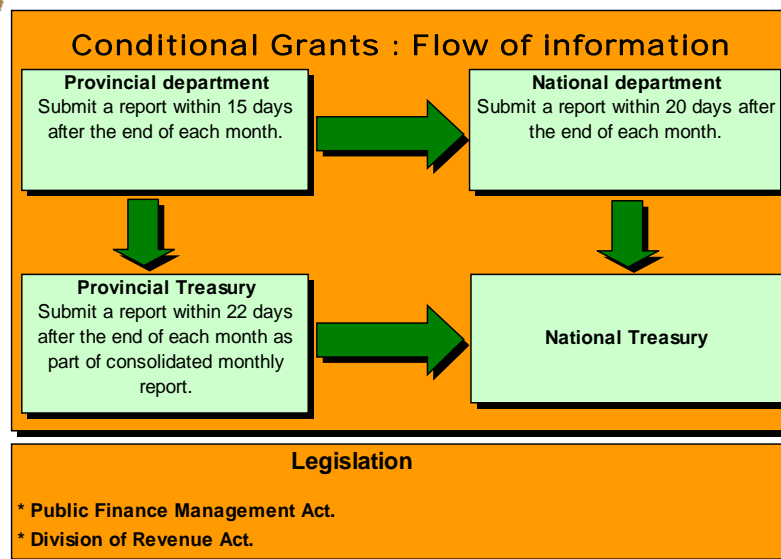 Conditional Grants : Flow of information
Provincial department
Submit a report within 15 days
after the end of each month.
National department
Submit a report within 20 days after
the end of each month.
Provincial Treasury
Submit a report within 22 days
after the end of each month as
part of consolidated monthly
report.
National Treasury
Legislation
* Public Finance Management Act.
* Division of Revenue Act.